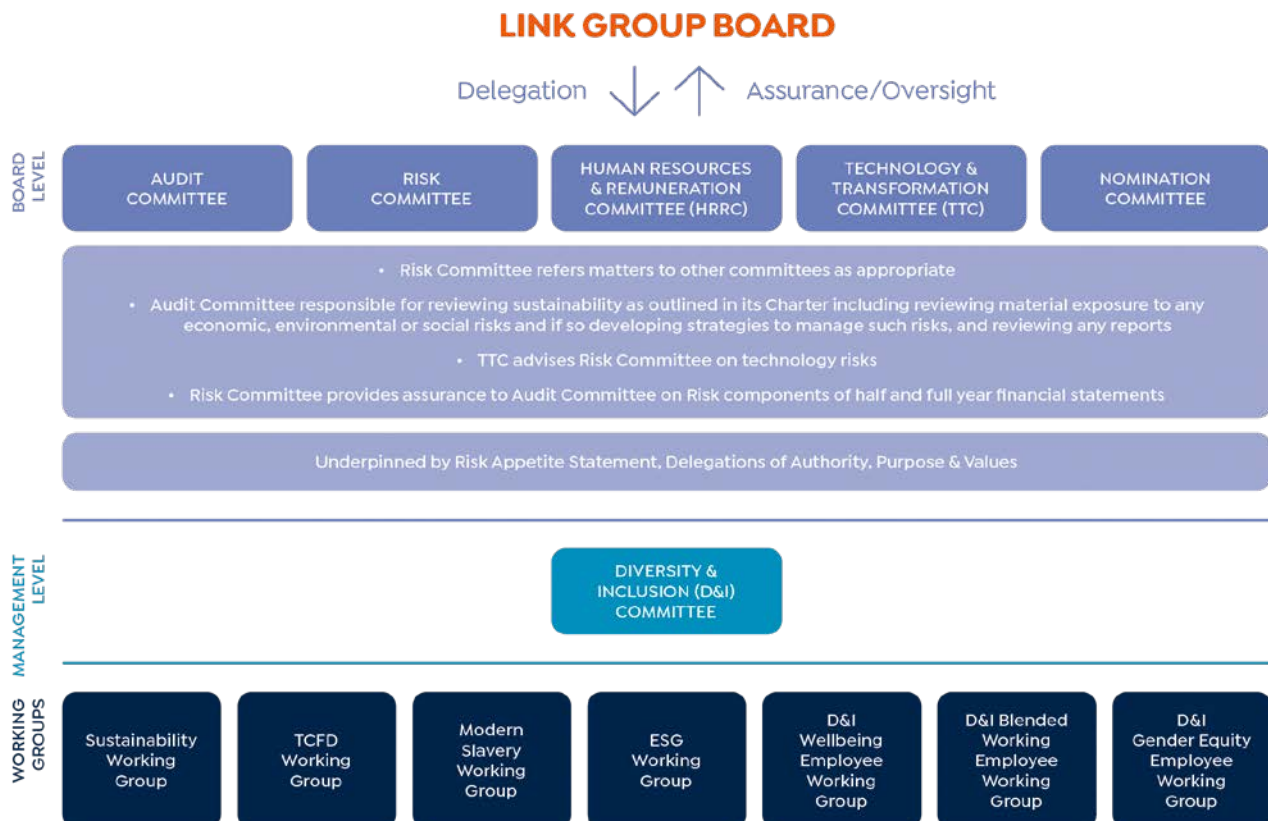 LINK GROUP BOARD
Delegation
Assurance/Oversight
BOARD
LEVEL
AUDIT
COMMITTEE
RISK
COMMITTEE
HUMAN RESOURCES
& REMUNERATION
COMMITTEE (HRRC)
TECHNOLOGY &
TRANSFORMATION
COMMITTEE (TTC)
NOMINATION
COMMITTEE
• Risk Committee refers matters to other committees as appropriate
• Audit Committee responsible for reviewing sustainability as outlined in its Charter including reviewing material exposure to any
economic, environmental or social risks and if so developing strategies to manage such risks, and reviewing any reports
• TTC advises Risk Committee on technology risks
• Risk Committee provides assurance to Audit Committee on Risk components of half and full year financial statements
Underpinned by Risk Appetite Statement, Delegations of Authority, Purpose & Values
MANAGEMENT
LEVEL
DIVERSITY &
INCLUSION (D&I)
COMMITTEE
WORKING
GROUPS
Sustainability
Working
Group
TCFD
Working
Group
Modern
Slavery
Working
Group
ESG
Working
Group
D&I
Wellbeing
Employee
Working
Group
D&I Blended
Working
Employee
Working
Group
D&I
Gender Equity
Employee
Working
Group